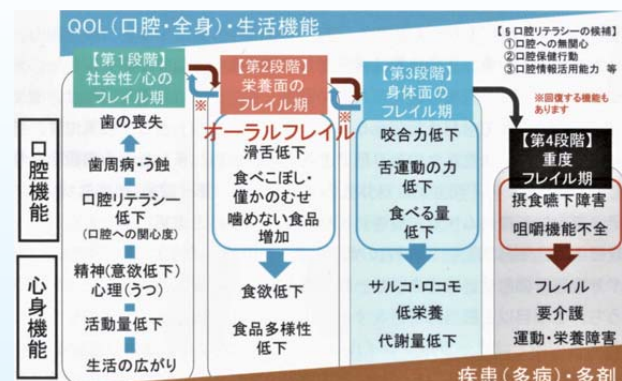 QOL(口腔・全身)・生活機能
【§口腔リテラシーの候補】
①口腔への無関心
②口腔保健行動
③口腔情報活用能力 等
【第1段階】
社会性/心の
フレイル期
※
【第2段階】
栄養面の
フレイル期
※
【第3段階】
身体面の
フレイル期
※回復する機能も
あります
【第4段階】
重度
フレイル期
口腔機能
歯の喪失
歯周病・う蝕
口腔リテラシー
低下
(口腔への関心度)
オーラルフレイル
滑舌低下
食べこぼし・
僅かのむせ
噛めない食品
増加
咬合力低下
舌運動の力
低下
食べる量
低下
摂食嚥下障害
咀嚼機能不全
心身機能
精神(意欲低下)
心理(うつ)
活動量低下
生活の広がり
食欲低下
食品多様性
低下
サルコ・ロコモ
低栄養
代謝量低下
フレイル
要介護
運動・栄養障害
疾患(多病)・多剤